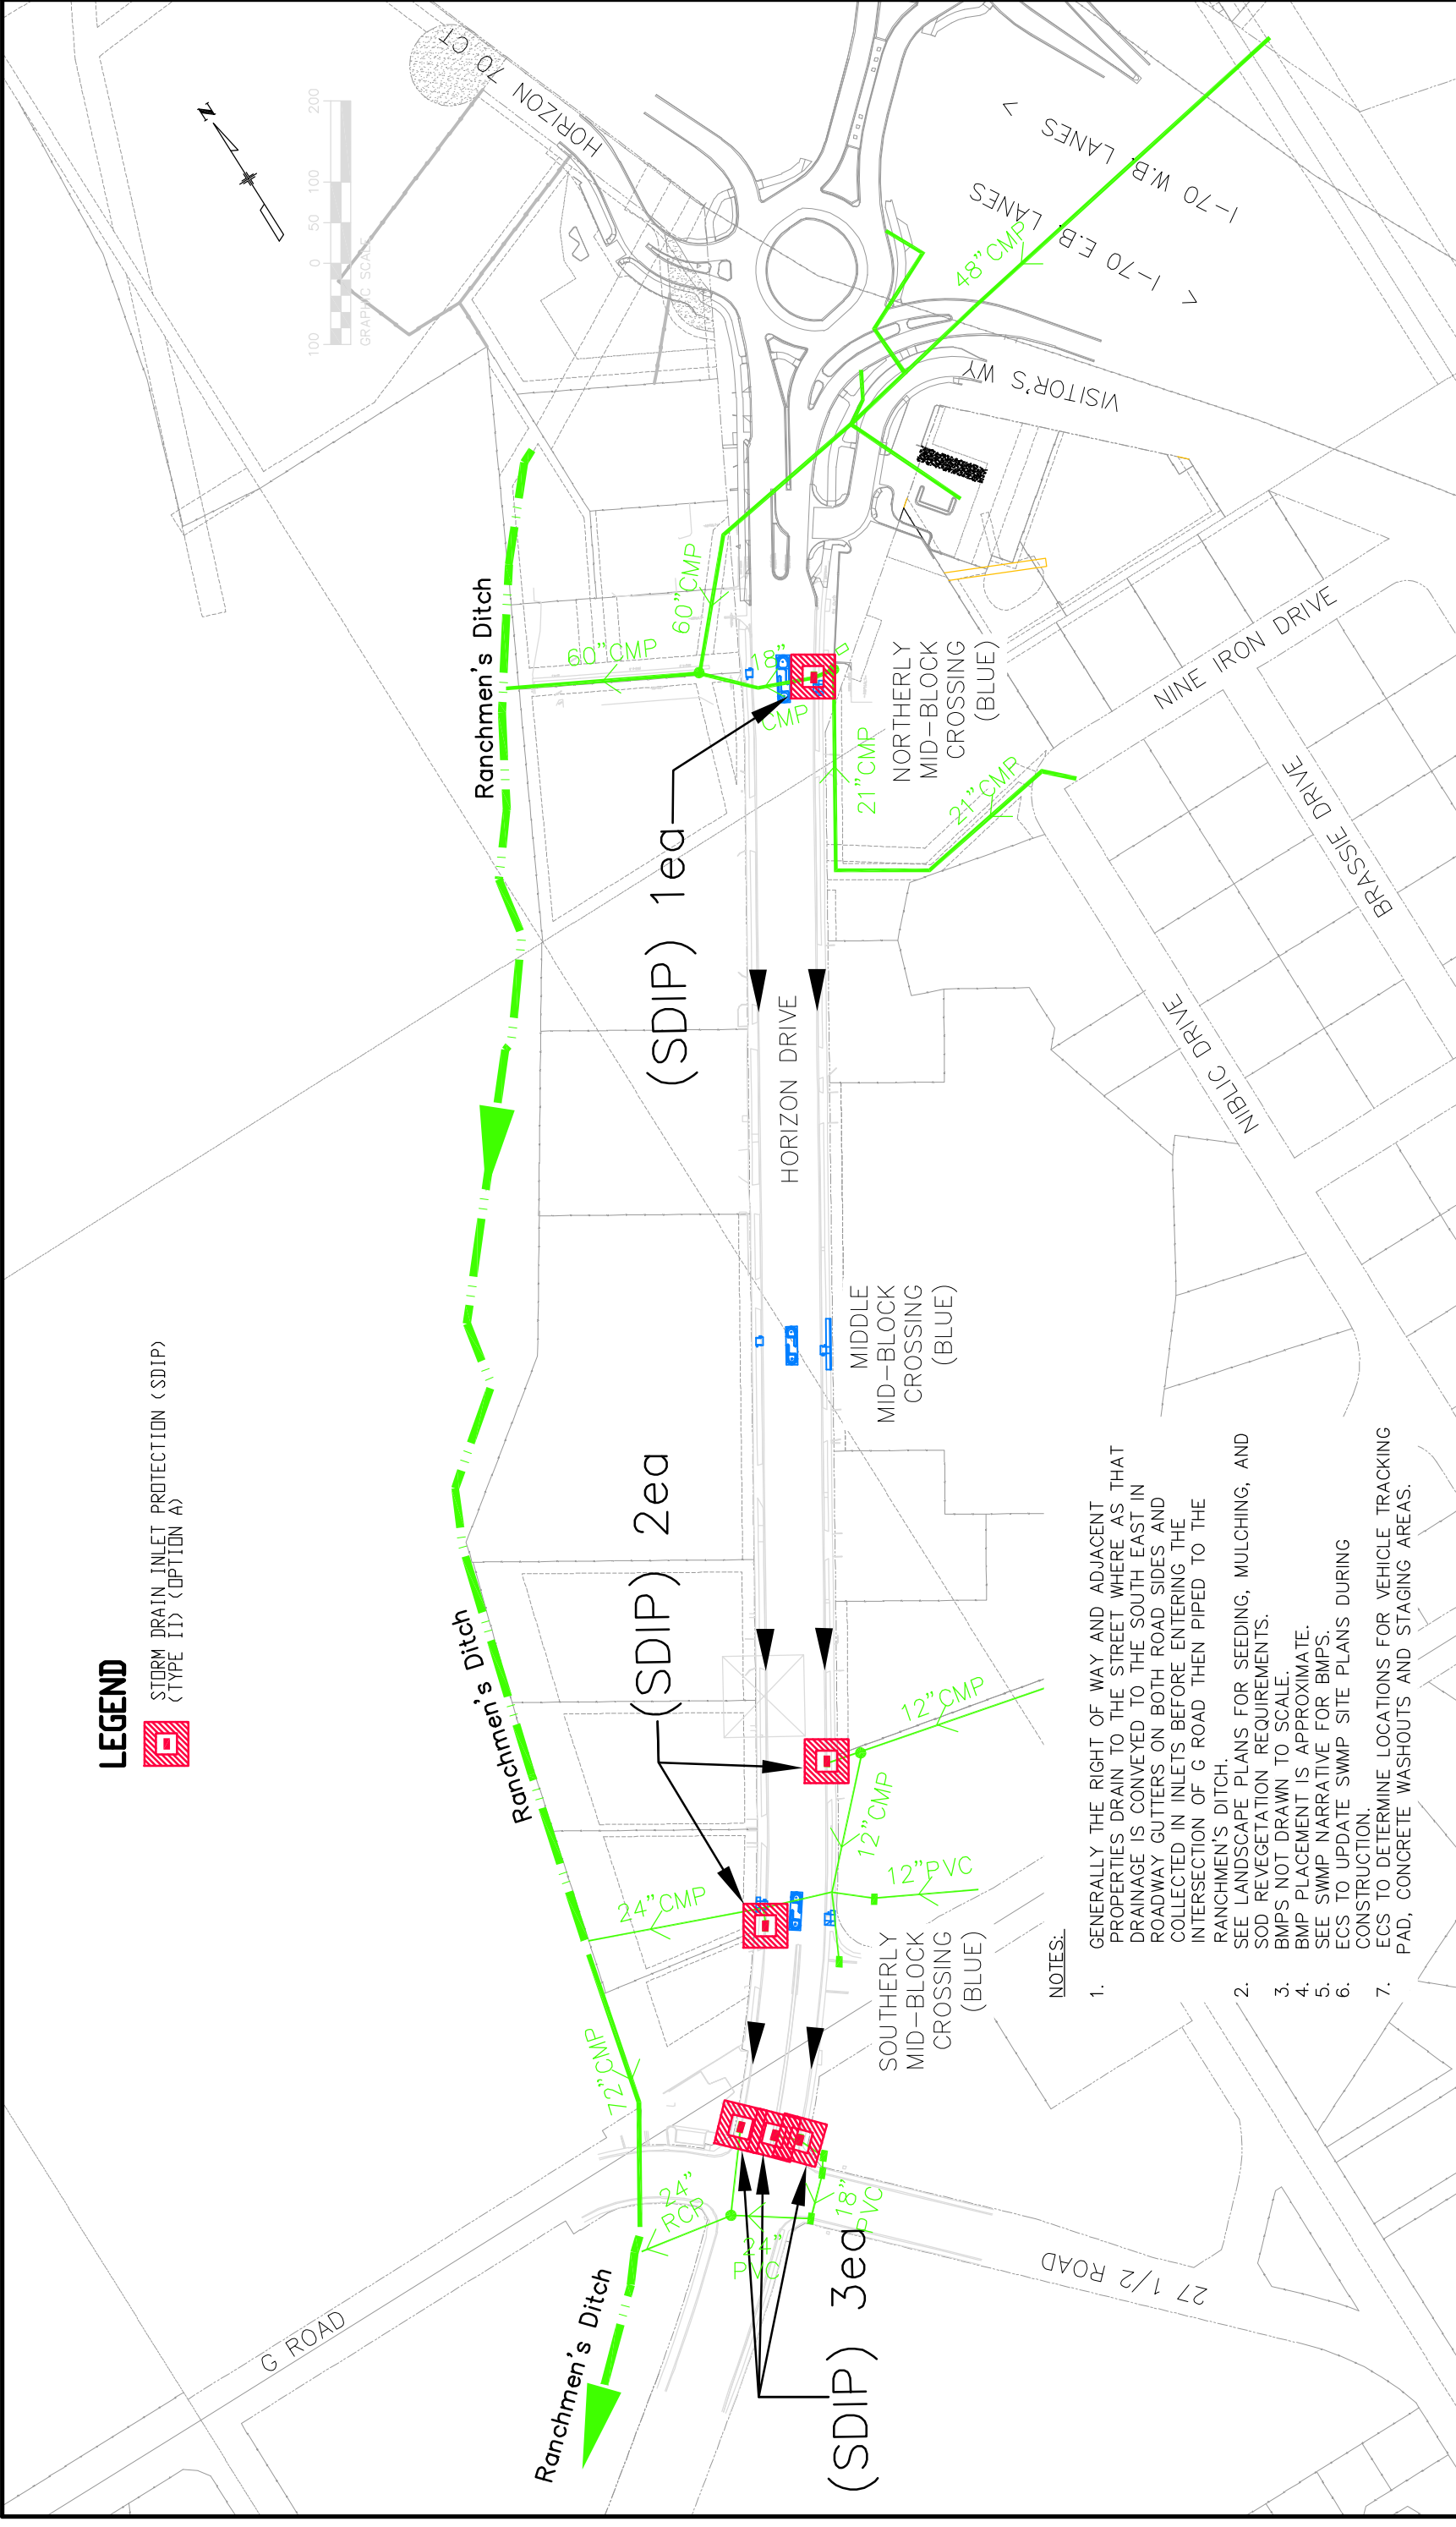 LEGEND
STORM DRAIN INLET PROTECTION (SDIP)
(TYPE II) (OPTION A)
N
100 0 50 100 200
GRAPHIC SCALE
HORIZON 70 CT
I-70 W.B. LANES >
< I-70 E.B. LANES
48"CMP
VISITOR'S WY
Ranchmen's Ditch
60"CMP
60"CMP
18"
CMP
21"CMP
21"CMP
NORTHERLY
MID-BLOCK
CROSSING
(BLUE)
NINE IRON DRIVE
BRASSIE DRIVE
NIBLIC DRIVE
(SDIP) 1ea
HORIZON DRIVE
MIDDLE
MID-BLOCK
CROSSING
(BLUE)
(SDIP) 2ea
Ranchmen's Ditch
12"CMP
12"CMP
12"PVC
24"CMP
SOUTHERLY
MID-BLOCK
CROSSING
(BLUE)
72"CMP
24"
RCP
24"
PVC
18"
PVC
(SDIP) 3ea
27 1/2 ROAD
G ROAD
Ranchmen's Ditch
NOTES:
1. GENERALLY THE RIGHT OF WAY AND ADJACENT
PROPERTIES DRAIN TO THE STREET WHERE AS THAT
DRAINAGE IS CONVEYED TO THE SOUTH EAST IN
ROADWAY GUTTERS ON BOTH ROAD SIDES AND
COLLECTED IN INLETS BEFORE ENTERING THE
INTERSECTION OF G ROAD THEN PIPED TO THE
RANCHMEN'S DITCH.
2. SEE LANDSCAPE PLANS FOR SEEDING, MULCHING, AND
SOD REVEGETATION REQUIREMENTS.
3. BMPS NOT DRAWN TO SCALE.
4. BMP PLACEMENT IS APPROXIMATE.
5. SEE SWMP NARRATIVE FOR BMPS.
6. ECS TO UPDATE SWMP SITE PLANS DURING
CONSTRUCTION.
7. ECS TO DETERMINE LOCATIONS FOR VEHICLE TRACKING
PAD, CONCRETE WASHOUTS AND STAGING AREAS.